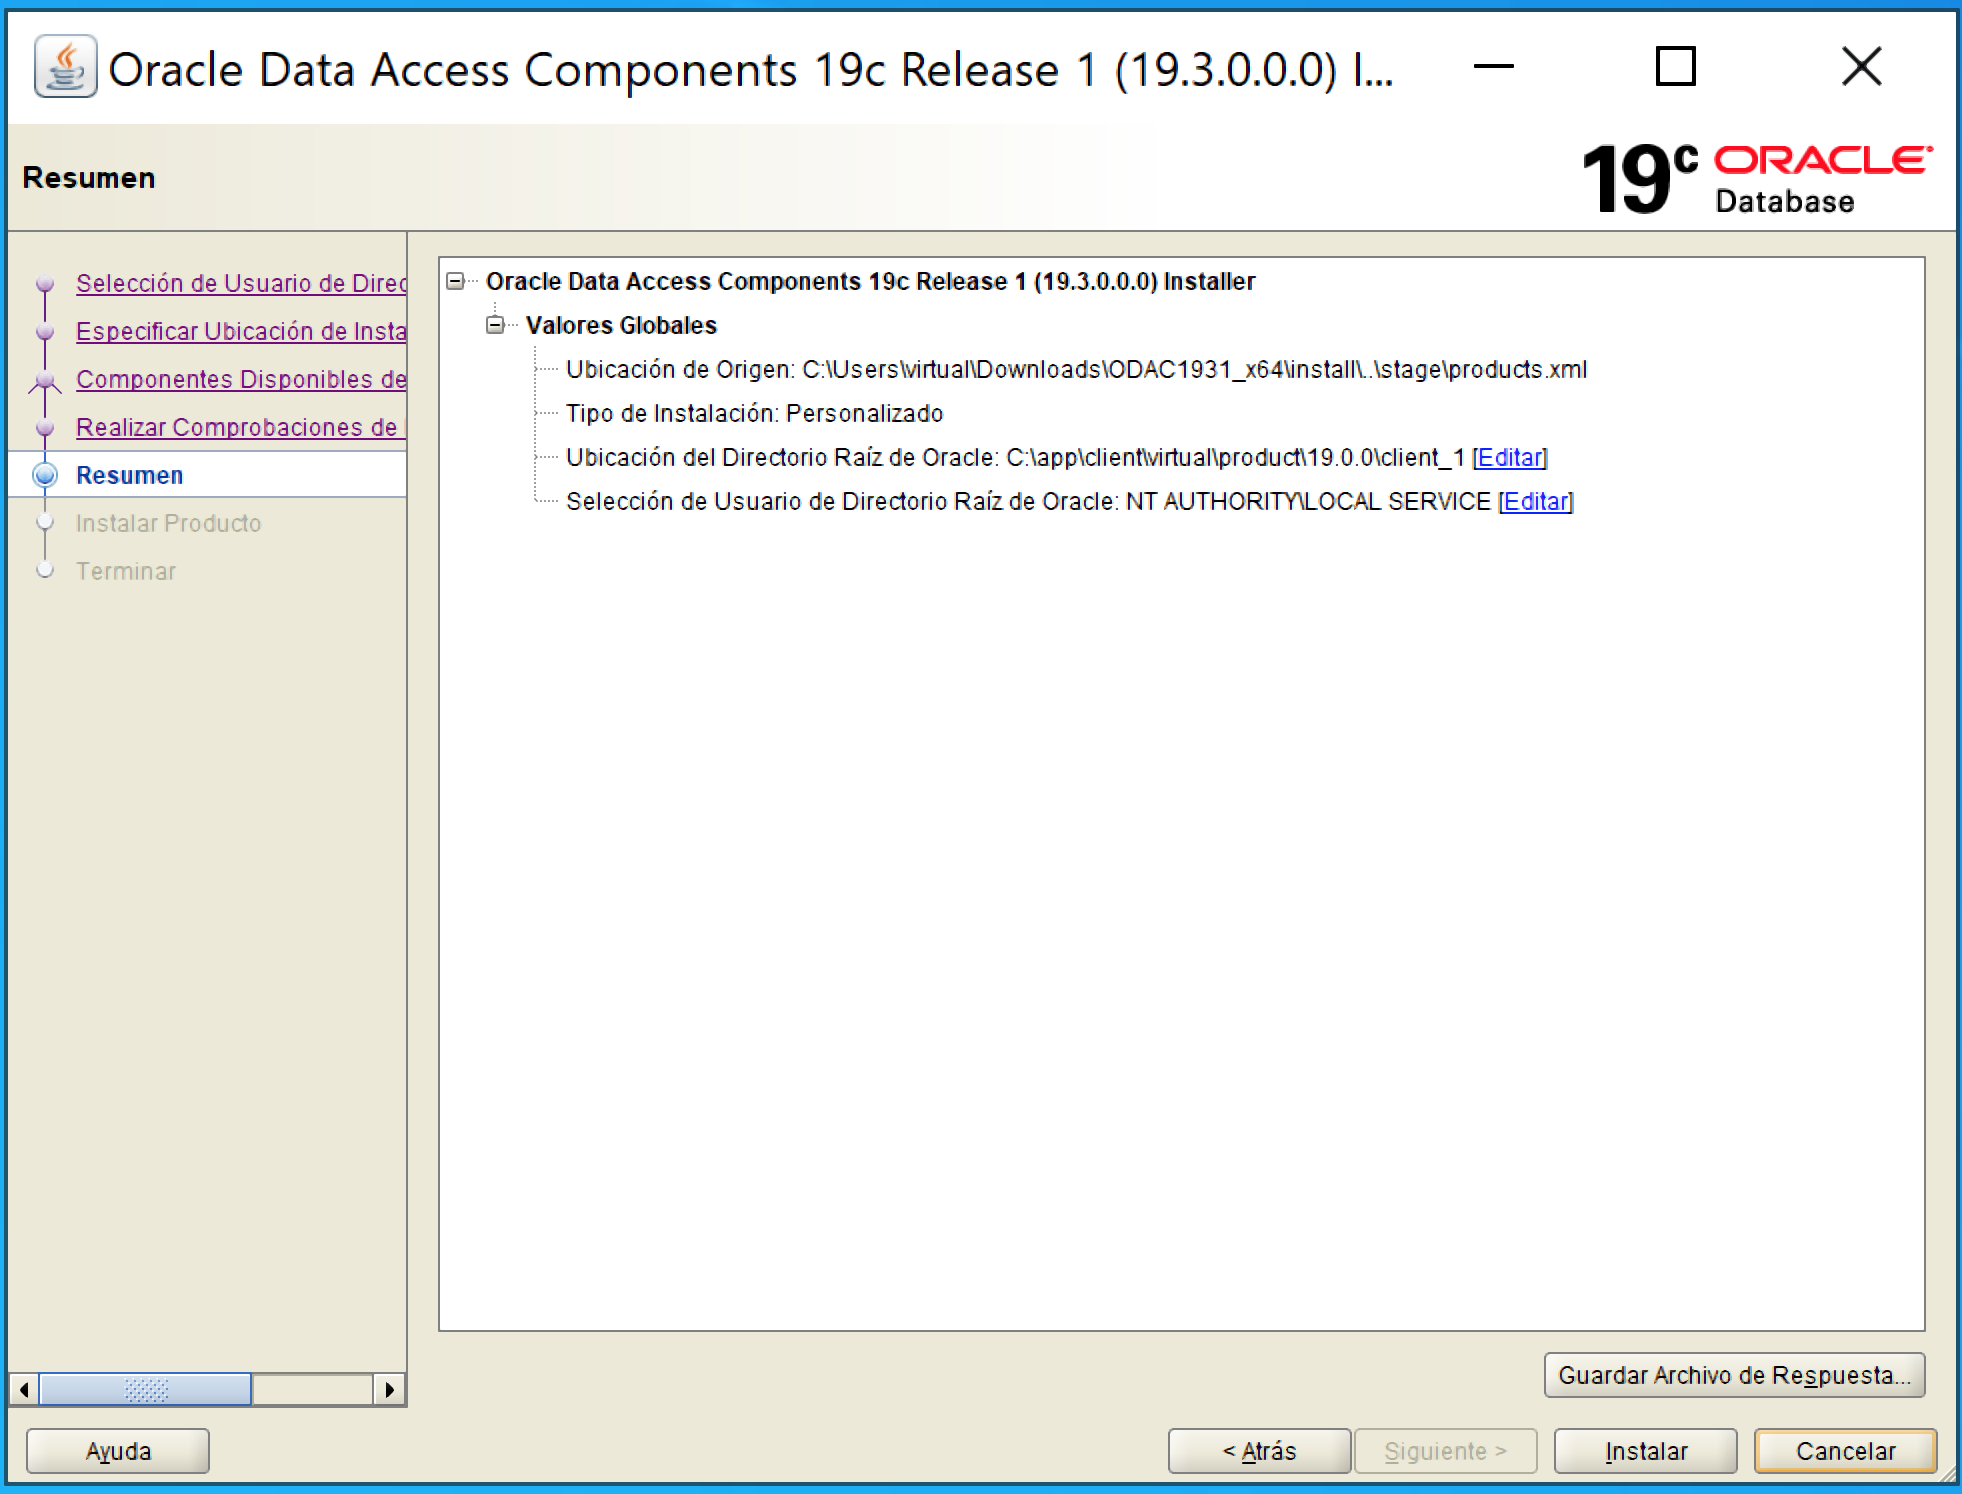 Oracle Data Access Components 19c Release 1 (19.3.0.0.0) I...
Resumen
19c ORACLE
Database
Selección de Usuario de Direc
Especificar Ubicación de Insta
Componentes Disponibles de
Realizar Comprobaciones de
Resumen
Instalar Producto
Terminar
Oracle Data Access Components 19c Release 1 (19.3.0.0.0) Installer
Valores Globales
Ubicación de Origen: C:\Users\virtual\Downloads\ODAC1931_x64\install\..\stage\products.xml
Tipo de Instalación: Personalizado
Ubicación del Directorio Raíz de Oracle: C:\app\client\virtual\product\19.0.0\client_1 [Editar]
Selección de Usuario de Directorio Raíz de Oracle: NT AUTHORITY\LOCAL SERVICE [Editar]
Guardar Archivo de Respuesta...
Ayuda
< Atrás
Siguiente >
Instalar
Cancelar